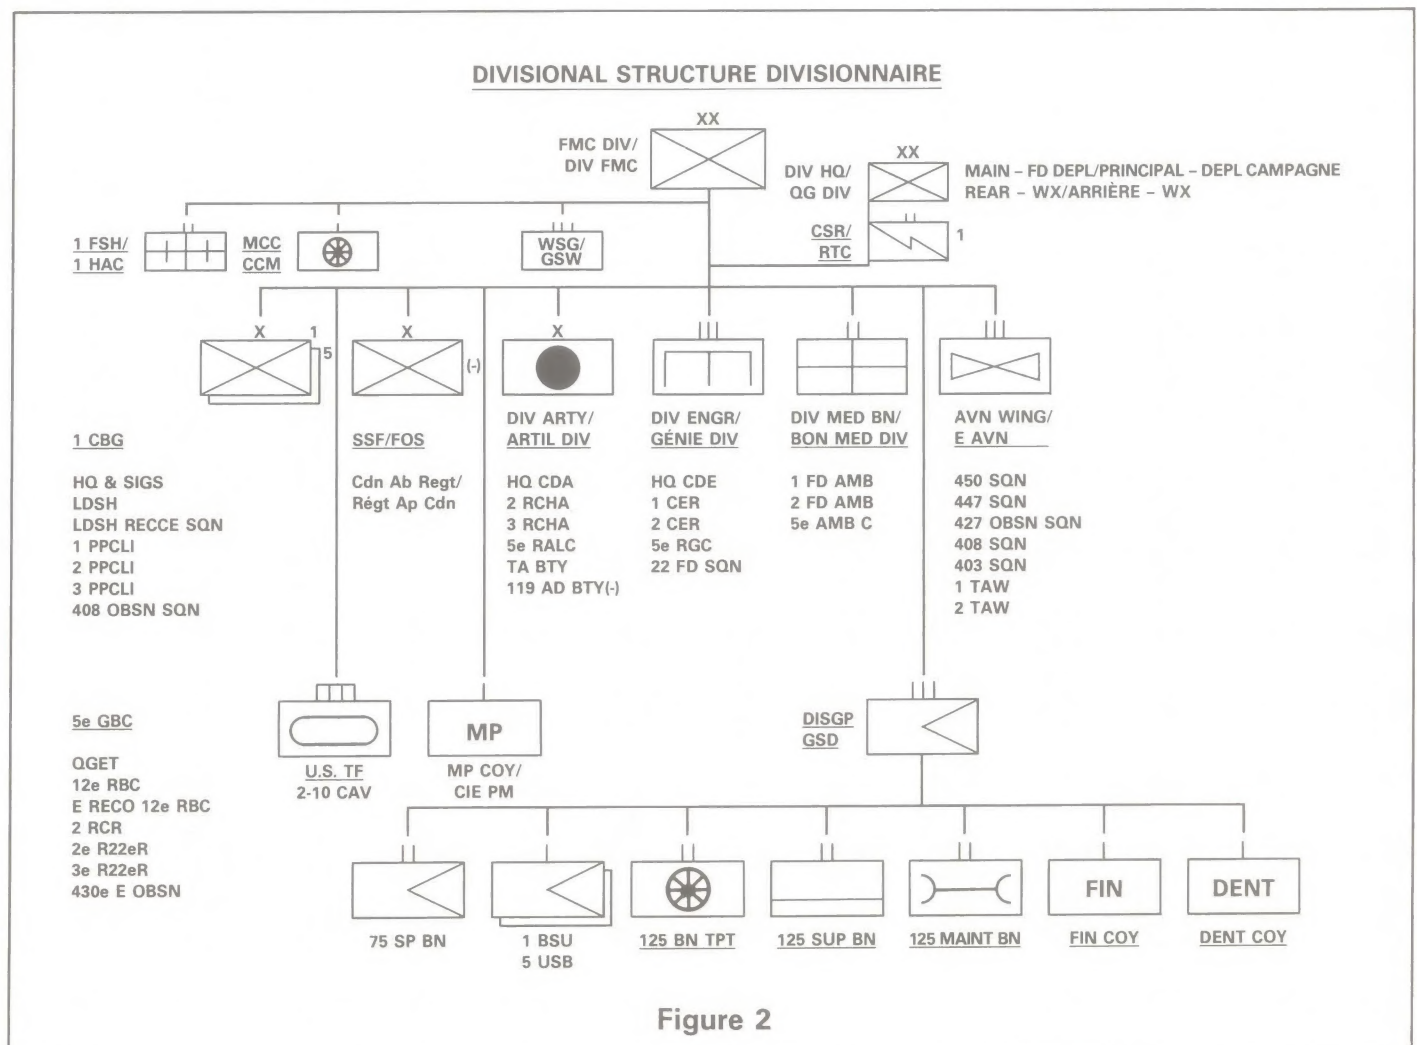 DIVISIONAL STRUCTURE DIVISIONNAIRE
XX
FMC DIV/
DIV FMC
XX
DIV HQ/
QG DIV
MAIN – FD DEPL/PRINCIPAL – DEPL CAMPAGNE
REAR – WX/ARRIÈRE – WX
1 FSH/
1 HAC
MCC
CCM
WSG/
GSW
CSR/
RTC
1
X
1
5
X
(-)
X
1 CBG
HQ & SIGS
LDSH
LDSH RECCE SQN
1 PPCLI
2 PPCLI
3 PPCLI
408 OBSN SQN
SSF/FOS
Cdn Ab Regt/
Régt Ap Cdn
DIV ARTY/
ARTIL DIV
HQ CDA
2 RCHA
3 RCHA
5e RALC
TA BTY
119 AD BTY(-)
DIV ENGR/
GÉNIE DIV
HQ CDE
1 CER
2 CER
5e RGC
22 FD SQN
DIV MED BN/
BON MED DIV
1 FD AMB
2 FD AMB
5e AMB C
AVN WING/
E AVN
450 SQN
447 SQN
427 OBSN SQN
408 SQN
403 SQN
1 TAW
2 TAW
5e GBC
QGET
12e RBC
E RECO 12e RBC
2 RCR
2e R22eR
3e R22eR
430e E OBSN
U.S. TF
2-10 CAV
MP
MP COY/
CIE PM
DISGP
GSD
75 SP BN
1 BSU
5 USB
125 BN TPT
125 SUP BN
125 MAINT BN
FIN
FIN COY
DENT
DENT COY
Figure 2